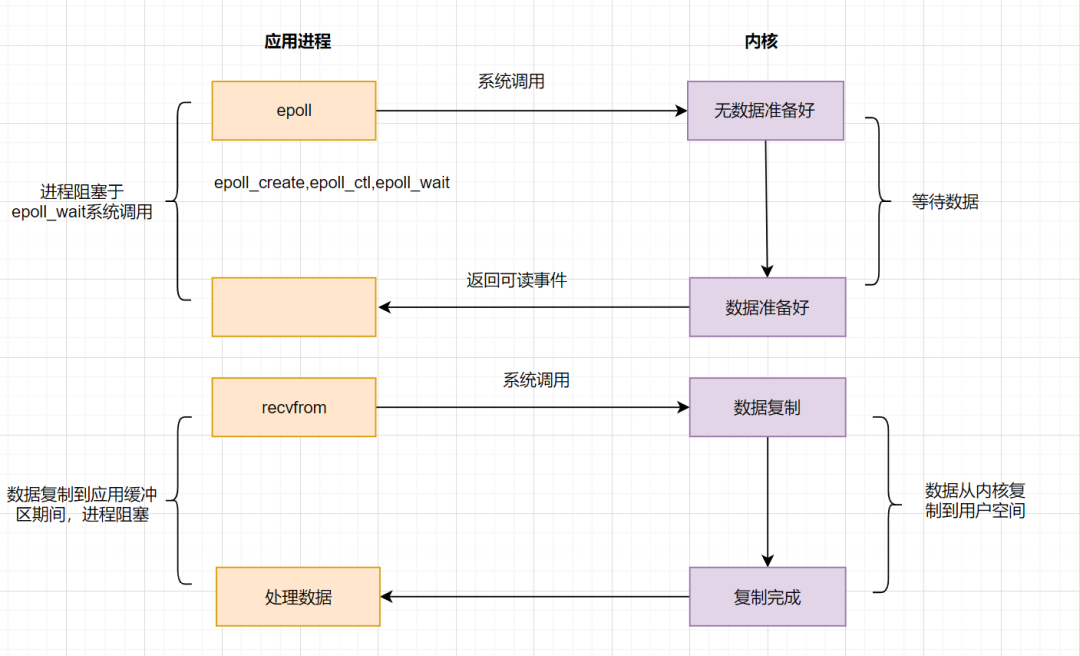 应用进程
内核
系统调用
epoll
无数据准备好
epoll_create,epoll_ctl,epoll_wait
进程阻塞于
epoll_wait系统调用
等待数据
返回可读事件
数据准备好
系统调用
recvfrom
数据复制
数据复制到应用缓冲
区期间，进程阻塞
数据从内核复
制到用户空间
处理数据
复制完成